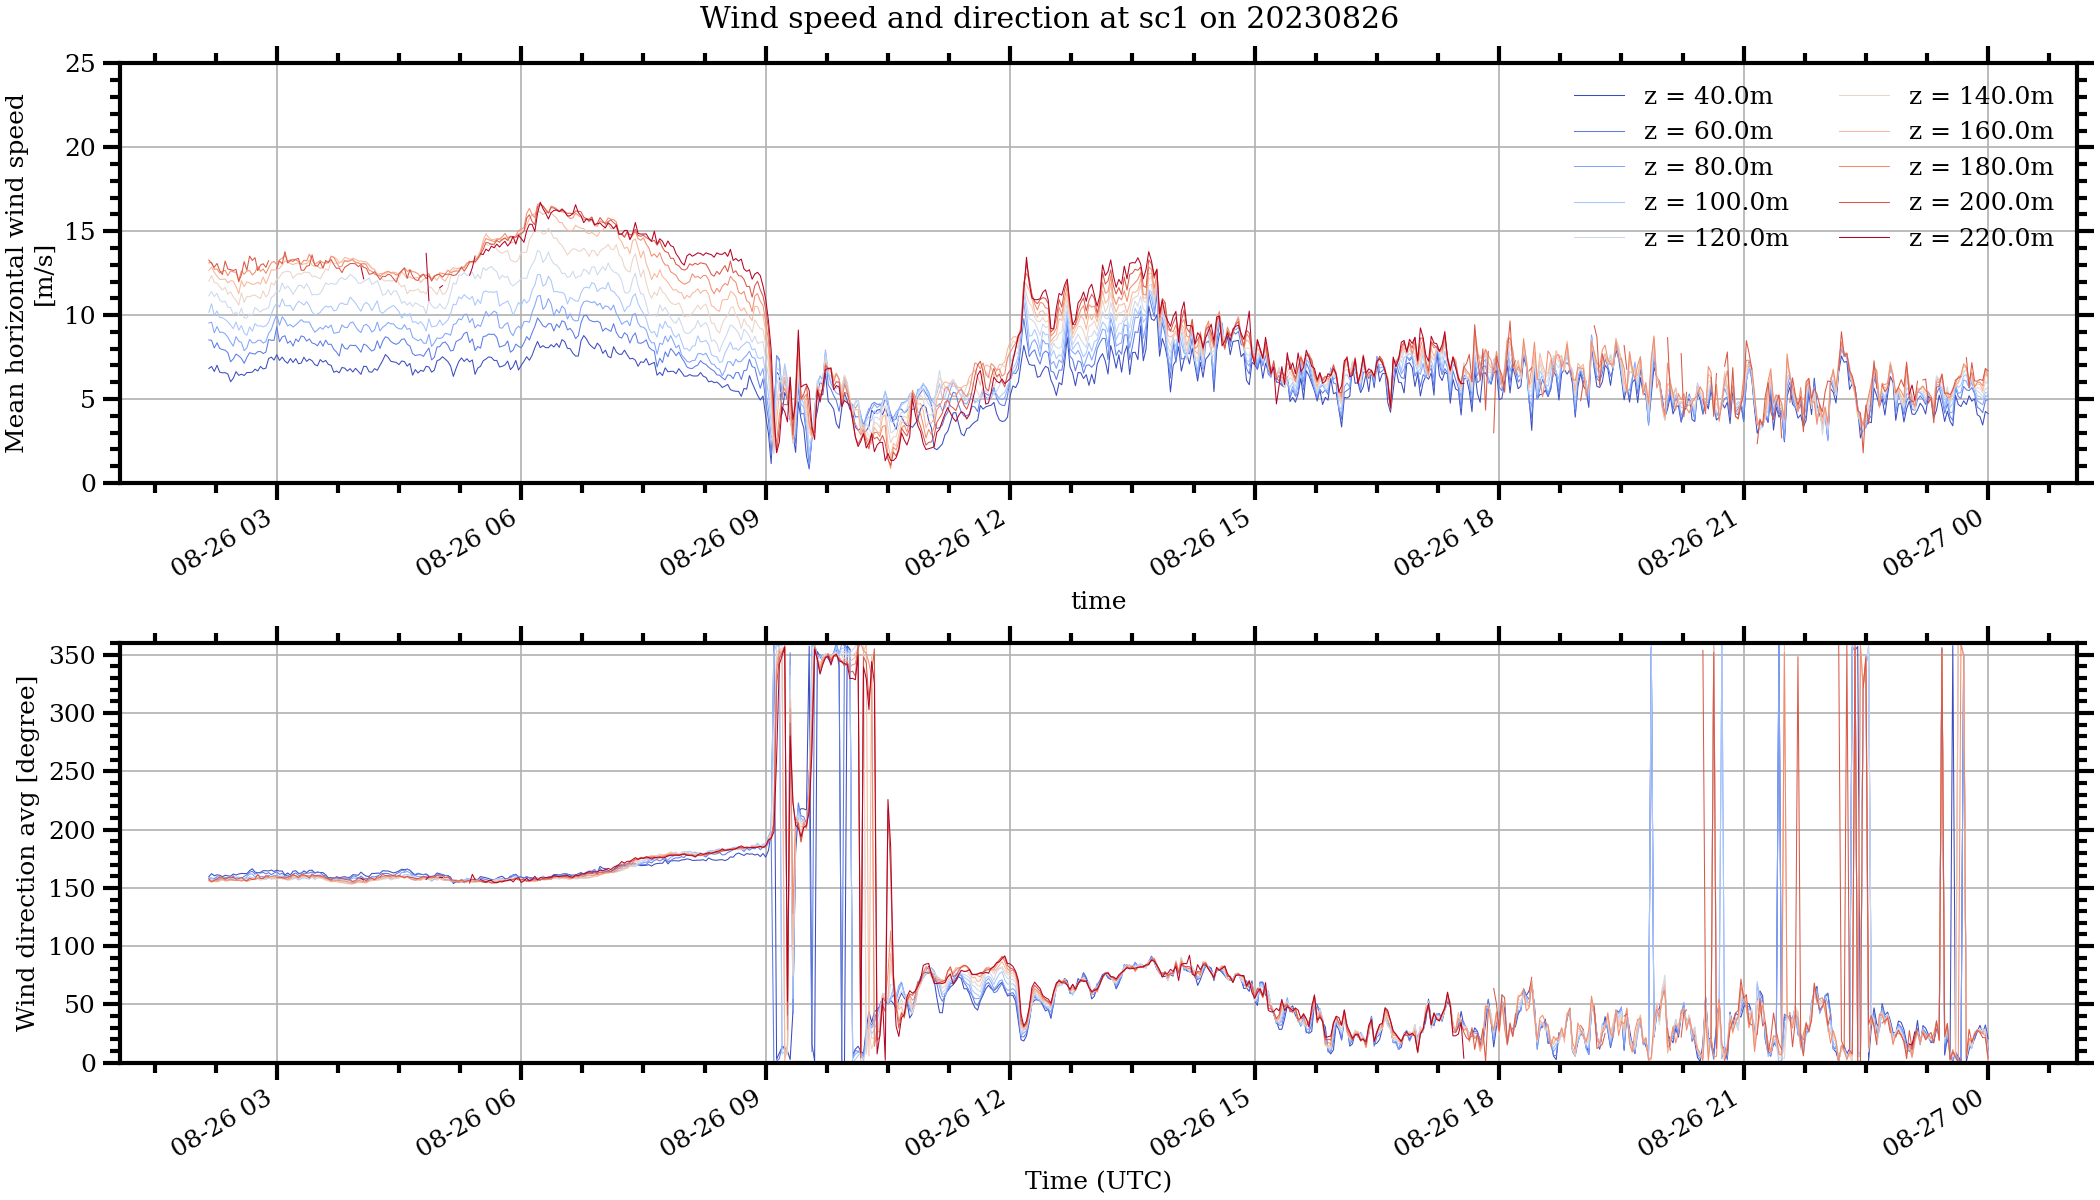 Wind speed and direction at sc1 on 20230826
Mean horizontal wind speed
[m/s]
25
20
15
10
5
0
z = 40.0m
z = 60.0m
z = 80.0m
z = 100.0m
z = 120.0m
z = 140.0m
z = 160.0m
z = 180.0m
z = 200.0m
z = 220.0m
08-26 03
08-26 06
08-26 09
08-26 12
08-26 15
08-26 18
08-26 21
08-27 00
time
Wind direction avg [degree]
350
300
250
200
150
100
50
0
08-26 03
08-26 06
08-26 09
08-26 12
08-26 15
08-26 18
08-26 21
08-27 00
Time (UTC)